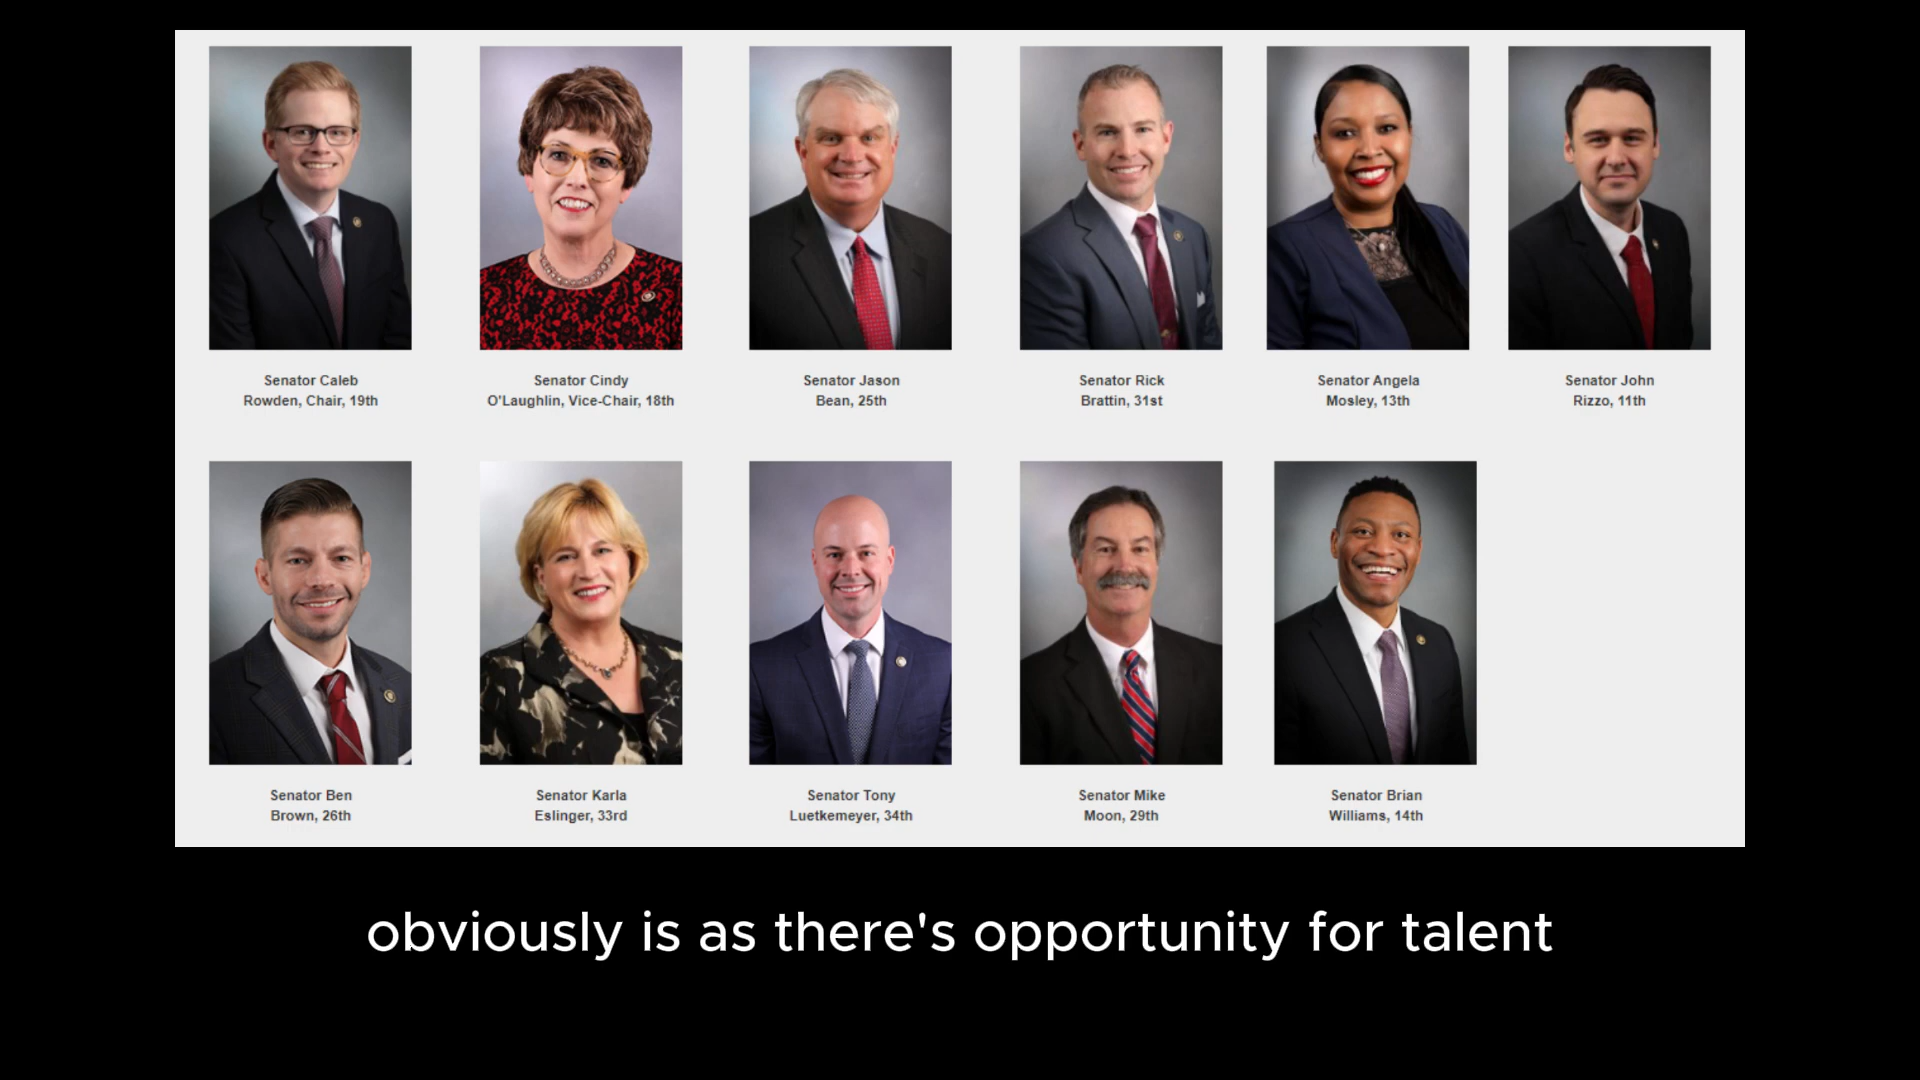 Senator Caleb
Rowden, Chair, 19th
Senator Cindy
O'Laughlin, Vice-Chair, 18th
Senator Jason
Bean, 25th
Senator Rick
Brattin, 31st
Senator Angela
Mosley, 13th
Senator John
Rizzo, 11th
Senator Ben
Brown, 26th
Senator Karla
Eslinger, 33rd
Senator Tony
Luetkemeyer, 34th
Senator Mike
Moon, 29th
Senator Brian
Williams, 14th
obviously is as there's opportunity for talent